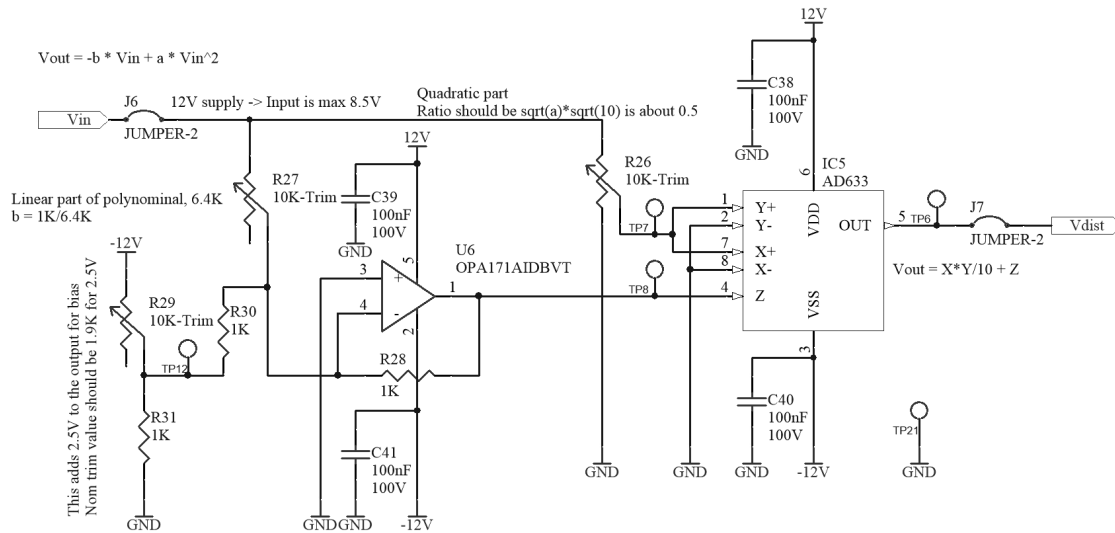 Vout = -b * Vin + a * Vin^2
Vin
J6
JUMPER-2
12V supply -> Input is max 8.5V
Quadratic part
Ratio should be sqrt(a)*sqrt(10) is about 0.5
Linear part of polynominal, 6.4K
b = 1K/6.4K
R27
10K-Trim
-12V
R29
10K-Trim
This adds 2.5V to the output for bias
Nom trim value should be 1.9K for 2.5V
TP12
R30
1K
R31
1K
GND
12V
C39
100nF
100V
GND
U6
OPA171AIDBVT
3
4
+
-
5
2
1
R28
1K
C41
100nF
100V
GND
GND
-12V
R26
10K-Trim
GND
TP7
TP8
GND
12V
C38
100nF
100V
GND
IC5
AD633
6
1
2
7
8
4
Y+
Y-
X+
X-
Z
VDD
VSS
OUT
5
3
TP6
J7
JUMPER-2
Vdist
Vout = X*Y/10 + Z
C40
100nF
100V
GND
-12V
TP21
GND